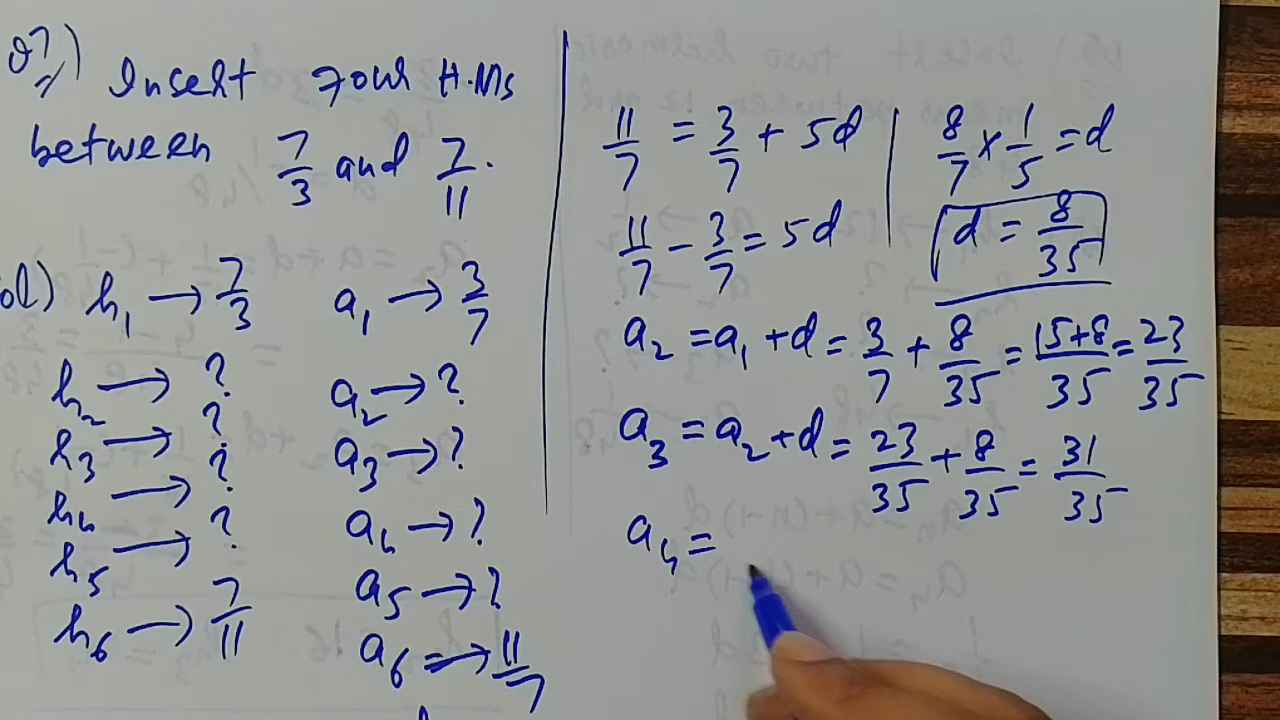 Q7.) Insert four H.Ms
between 7/3 and 7/11.
Sol) h₁ → 7/3 a₁ → 3/7
h₂ → ? a₂ → ?
h₃ → ? a₃ → ?
h₄ → ? a₄ → ?
h₅ → ? a₅ → ?
h₆ → 7/11 a₆ → 11/7
11/7 = 3/7 + 5d
11/7 - 3/7 = 5d
8/7 × 1/5 = d
d = 8/35
a₂ = a₁ + d = 3/7 + 8/35 = 15+8/35 = 23/35
a₃ = a₂ + d = 23/35 + 8/35 = 31/35
a₄ =